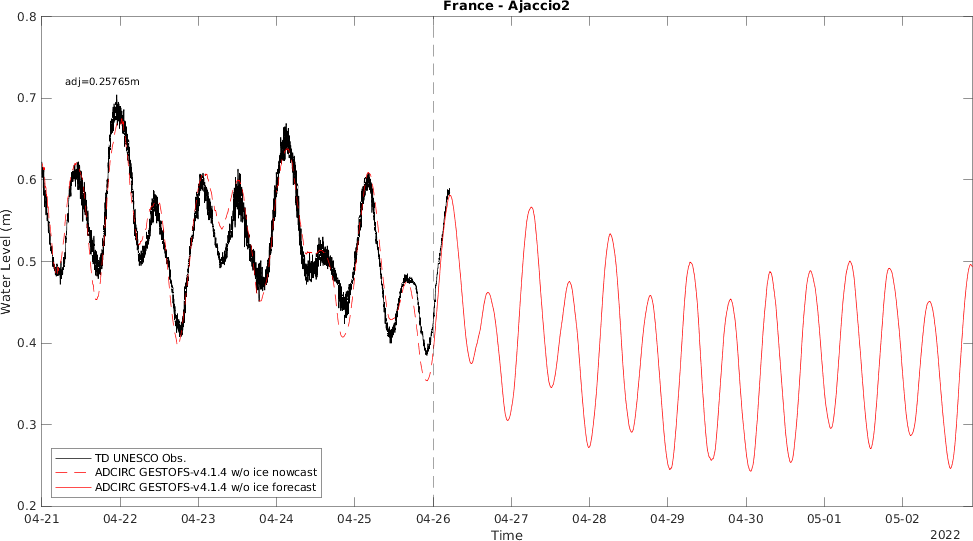 France - Ajaccio2
adj=0.25765m
Water Level (m)
0.8
0.7
0.6
0.5
0.4
0.3
0.2
TD UNESCO Obs.
ADCIRC GESTOFS-v4.1.4 w/o ice nowcast
ADCIRC GESTOFS-v4.1.4 w/o ice forecast
04-21 04-22 04-23 04-24 04-25 04-26 04-27 04-28 04-29 04-30 05-01 05-02
Time
2022